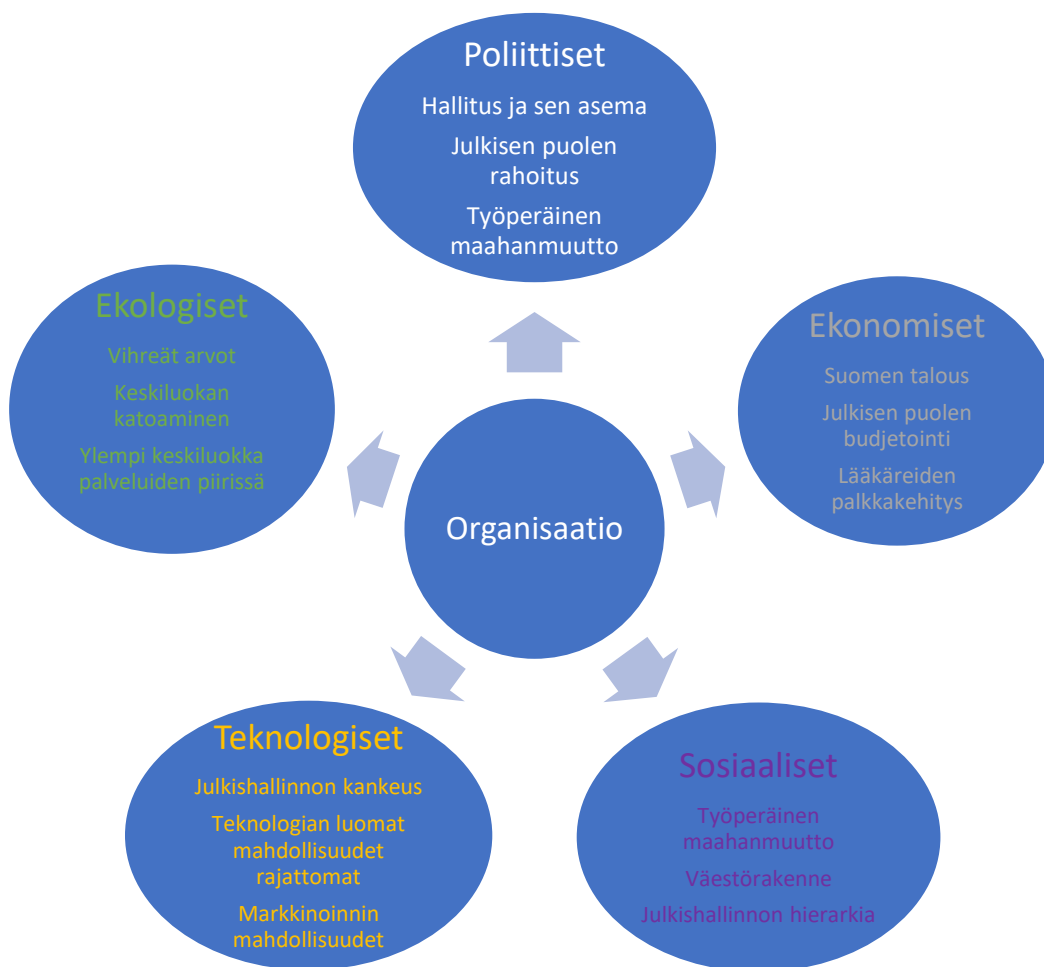 Poliittiset
Hallitus ja sen asema
Julkisen puolen
rahoitus
Työperäinen
maahanmuutto
Ekonomiset
Suomen talous
Julkisen puolen
budjetointi
Lääkäreiden
palkkakehitys
Sosiaaliset
Työperäinen
maahanmuutto
Väestörakenne
Julkishallinnon hierarkia
Teknologiset
Julkishallinnon kankeus
Teknologian luomat
mahdollisuudet
rajattomat
Markkinoinnin
mahdollisuudet
Ekologiset
Vihreät arvot
Keskiluokan
katoaminen
Ylempi keskiluokka
palveluiden piirissä
Organisaatio